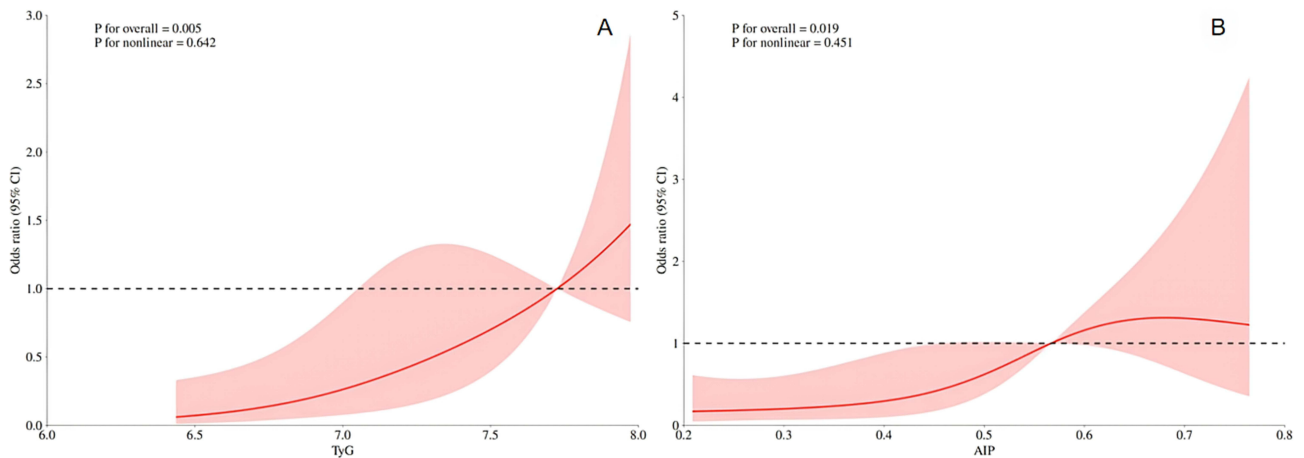 P for overall = 0.005
P for nonlinear = 0.642
A
3.0
2.5
2.0
1.5
1.0
0.5
0.0
Odds ratio (95% CI)
6.0 6.5 7.0 7.5 8.0
TyG
P for overall = 0.019
P for nonlinear = 0.451
B
5
4
3
2
1
0
Odds ratio (95% CI)
0.2 0.3 0.4 0.5 0.6 0.7 0.8
AIP